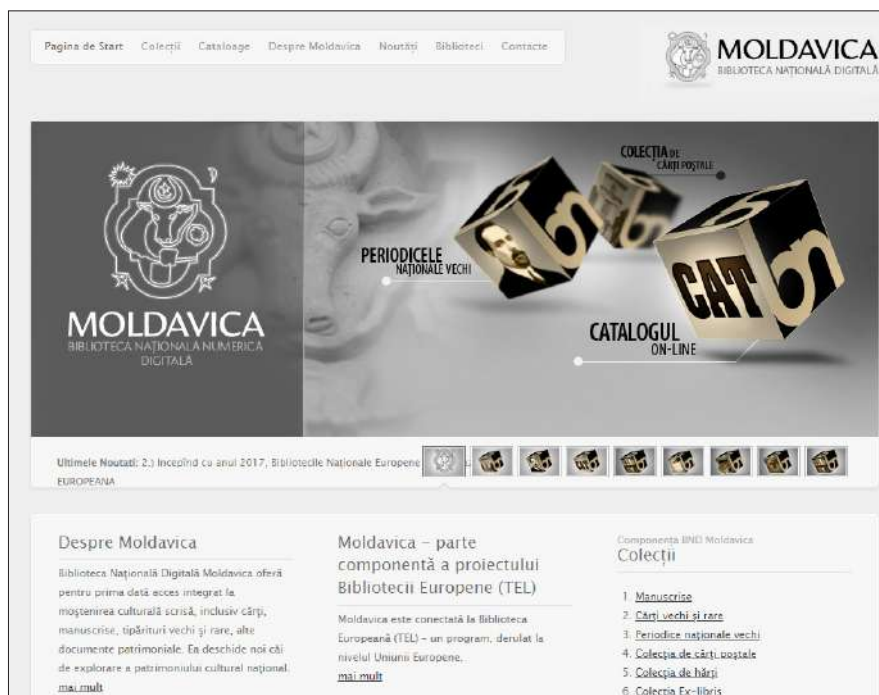 Pagina de Start Colecții Cataloage Despre Moldavica Noutăți Biblioteci Contacte
MOLDAVICA
BIBLIOTECA NAȚIONALĂ DIGITALĂ
COLECȚIA DE
CĂRȚI POȘTALE
PERIODICELE
NAȚIONALE VECHI
CAT
CATALOGUL
ON-LINE
MOLDAVICA
BIBLIOTECA NAȚIONALĂ NUMERICĂ
DIGITALĂ
Ultimele Noutati: 2.) Incepînd cu anul 2017, Bibliotecile Naționale Europene
EUROPEANA
Despre Moldavica
Biblioteca Națională Digitală Moldavica oferă
pentru prima dată acces integrat la
moștenirea culturală scrisă, inclusiv cărți,
manuscrise, tipărituri vechi și rare, alte
documente patrimoniale. Ea deschide noi căi
de explorare a patrimoniului cultural național.
mai mult
Moldavica – parte
componentă a proiectului
Bibliotecii Europene (TEL)
Moldavica este conectată la Biblioteca
Europeană (TEL) – un program, derulat la
nivelul Uniunii Europene.
mai mult
Componența BND Moldavica
Colecții
1. Manuscrise
2. Cărți vechi și rare
3. Periodice naționale vechi
4. Colecția de cărți poștale
5. Colecția de hărți
6. Colecția Ex-libris